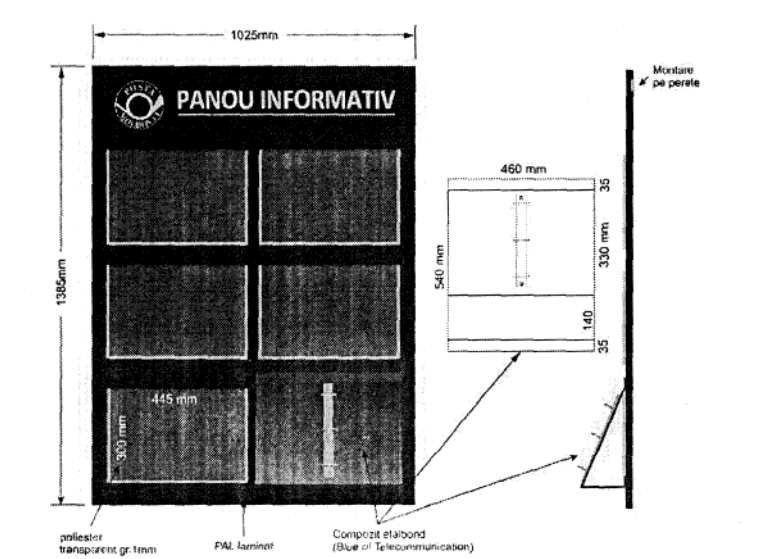 1025mm
Montare
pe perete
POSTA
PANOU INFORMATIV
460 mm
35
330 mm
540 mm
140
35
1385mm
445 mm
300 mm
poliester
transparent gr.1mm
PAL laminat
Compozit etalbond
(Blue of Telecommunication)